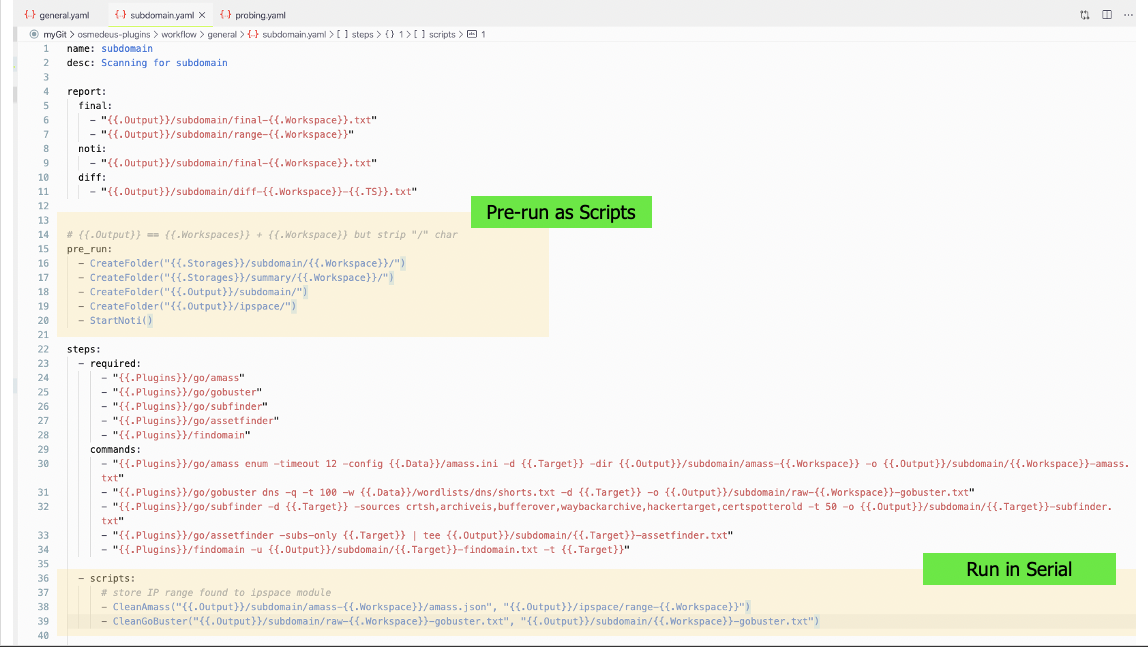 {..} general.yaml {..} subdomain.yaml × {..} probing.yaml
myGit > osmedeus-plugins > workflow > general > {..} subdomain.yaml > [ ] steps > {} 1 > [ ] scripts > abc 1
1 name: subdomain
2 desc: Scanning for subdomain
3
4 report:
5 final:
6 - "{{.Output}}/subdomain/final-{{.Workspace}}.txt"
7 - "{{.Output}}/subdomain/range-{{.Workspace}}"
8 noti:
9 - "{{.Output}}/subdomain/final-{{.Workspace}}.txt"
10 diff:
11 - "{{.Output}}/subdomain/diff-{{.Workspace}}-{{.TS}}.txt"
12
Pre-run as Scripts
13
14 # {{.Output}} == {{.Workspaces}} + {{.Workspace}} but strip "/" char
15 pre_run:
16 - CreateFolder("{{.Storages}}/subdomain/{{.Workspace}}/")
17 - CreateFolder("{{.Storages}}/summary/{{.Workspace}}/")
18 - CreateFolder("{{.Output}}/subdomain/")
19 - CreateFolder("{{.Output}}/ipspace/")
20 - StartNoti()
21
22 steps:
23 - required:
24 - "{{.Plugins}}/go/amass"
25 - "{{.Plugins}}/go/gobuster"
26 - "{{.Plugins}}/go/subfinder"
27 - "{{.Plugins}}/go/assetfinder"
28 - "{{.Plugins}}/findomain"
29 commands:
30 - "{{.Plugins}}/go/amass enum -timeout 12 -config {{.Data}}/amass.ini -d {{.Target}} -dir {{.Output}}/subdomain/amass-{{.Workspace}} -o {{.Output}}/subdomain/{{.Workspace}}-amass.
txt"
31 - "{{.Plugins}}/go/gobuster dns -q -t 100 -w {{.Data}}/wordlists/dns/shorts.txt -d {{.Target}} -o {{.Output}}/subdomain/raw-{{.Workspace}}-gobuster.txt"
32 - "{{.Plugins}}/go/subfinder -d {{.Target}} -sources crtsh,archiveis,bufferover,waybackarchive,hackertarget,certspotterold -t 50 -o {{.Output}}/subdomain/{{.Target}}-subfinder.
txt"
33 - "{{.Plugins}}/go/assetfinder -subs-only {{.Target}} | tee {{.Output}}/subdomain/{{.Target}}-assetfinder.txt"
34 - "{{.Plugins}}/findomain -u {{.Output}}/subdomain/{{.Target}}-findomain.txt -t {{.Target}}"
35
Run in Serial
36 - scripts:
37 # store IP range found to ipspace module
38 - CleanAmass("{{.Output}}/subdomain/amass-{{.Workspace}}/amass.json", "{{.Output}}/ipspace/range-{{.Workspace}}")
39 - CleanGoBuster("{{.Output}}/subdomain/raw-{{.Workspace}}-gobuster.txt", "{{.Output}}/subdomain/{{.Workspace}}-gobuster.txt")
40